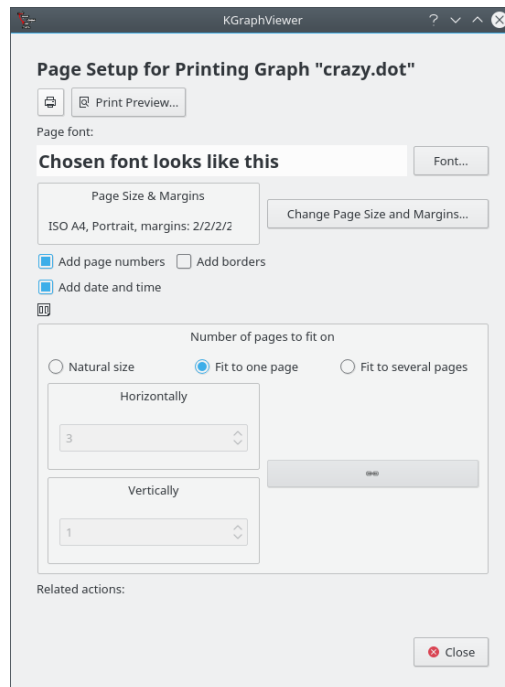 KGraphViewer
Page Setup for Printing Graph "crazy.dot"
Print Preview...
Page font:
Chosen font looks like this
Font...
Page Size & Margins
ISO A4, Portrait, margins: 2/2/2/2
Change Page Size and Margins...
Add page numbers Add borders
Add date and time
Number of pages to fit on
Natural size Fit to one page Fit to several pages
Horizontally
3
Vertically
1
Related actions:
Close